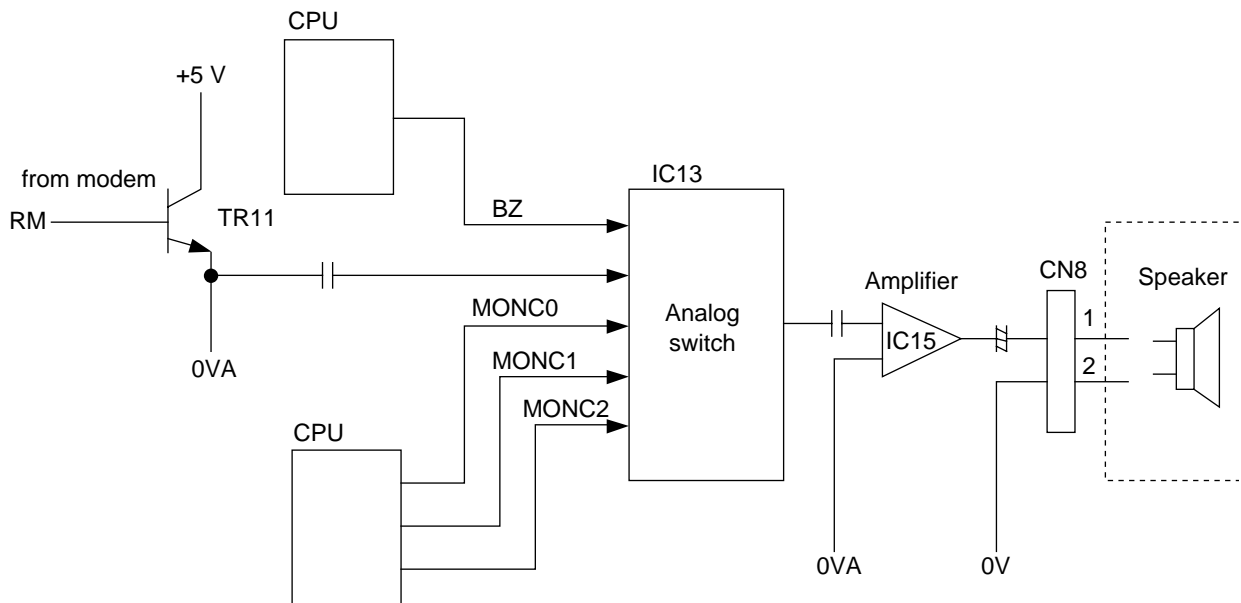 CPU
+5 V
from modem
RM
TR11
0VA
BZ
IC13
Analog
switch
MONC0
MONC1
MONC2
CPU
Amplifier
IC15
0VA
CN8
1
2
0V
Speaker